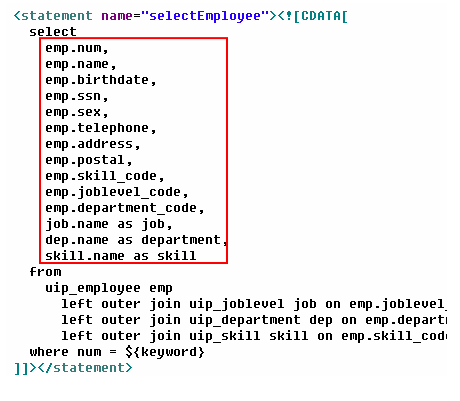 <statement name="selectEmployee"><![CDATA[
select
emp.num,
emp.name,
emp.birthdate,
emp.ssn,
emp.sex,
emp.telephone,
emp.address,
emp.postal,
emp.skill_code,
emp.joblevel_code,
emp.department_code,
job.name as job,
dep.name as department,
skill.name as skill
from
uip_employee emp
left outer join uip_joblevel job on emp.joblevel_
left outer join uip_department dep on emp.departm
left outer join uip_skill skill on emp.skill_code
where num = ${keyword}
]]></statement>